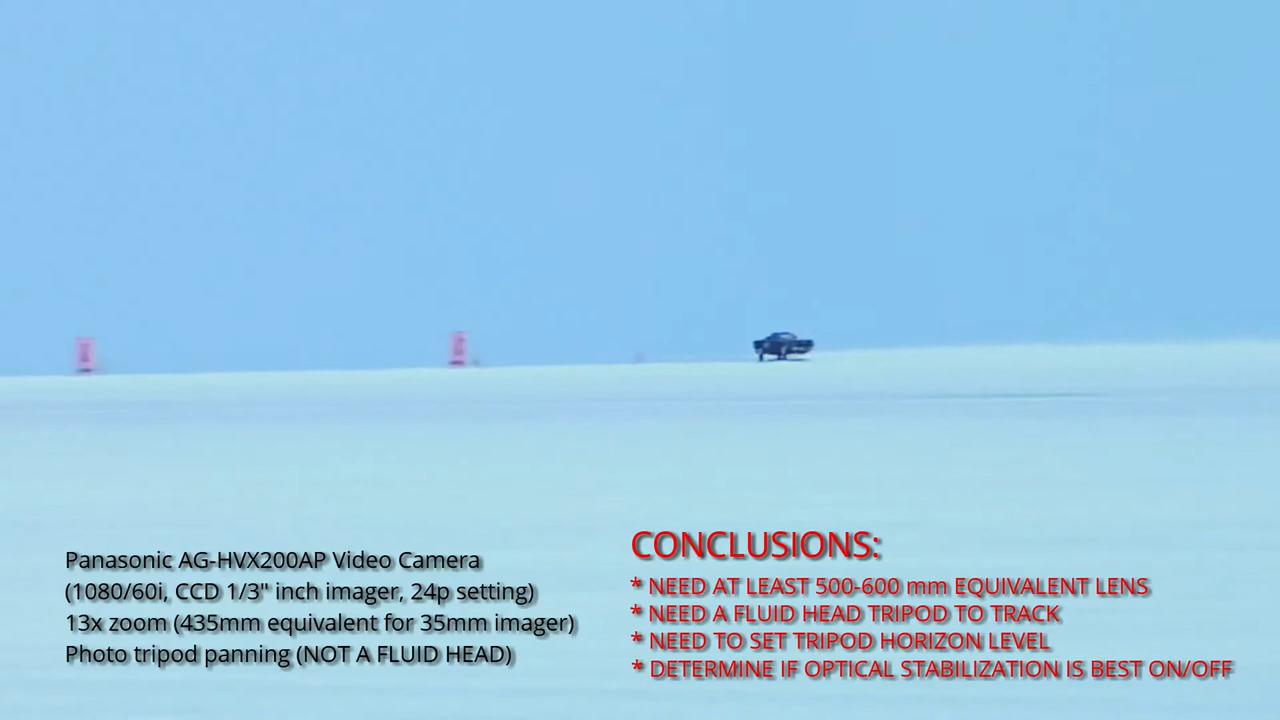 Panasonic AG-HVX200AP Video Camera
(1080/60i, CCD 1/3" inch imager, 24p setting)
13x zoom (435mm equivalent for 35mm imager)
Photo tripod panning (NOT A FLUID HEAD)
CONCLUSIONS:
* NEED AT LEAST 500-600 mm EQUIVALENT LENS
* NEED A FLUID HEAD TRIPOD TO TRACK
* NEED TO SET TRIPOD HORIZON LEVEL
* DETERMINE IF OPTICAL STABILIZATION IS BEST ON/OFF